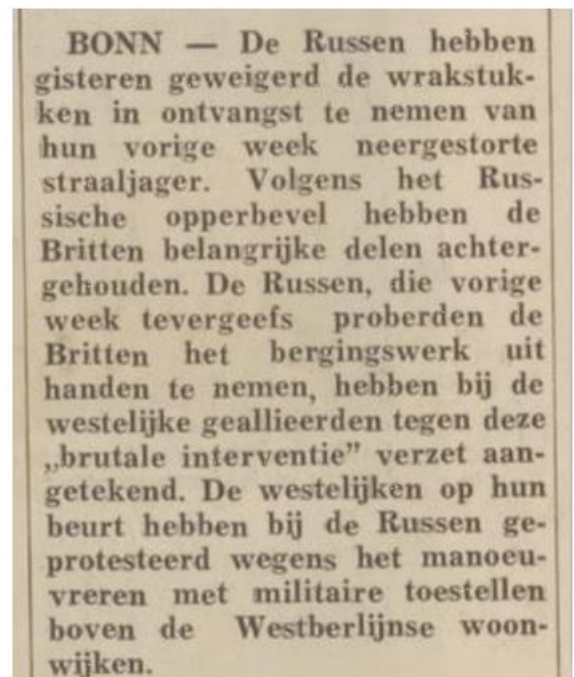 BONN — De Russen hebben
gisteren geweigerd de wrakstuk-
ken in ontvangst te nemen van
hun vorige week neergestorte
straaljager. Volgens het Rus-
sische opperbevel hebben de
Britten belangrijke delen achter-
gehouden. De Russen, die vorige
week tevergeefs proberden de
Britten het bergingswerk uit
handen te nemen, hebben bij de
westelijke geallieerden tegen deze
„brutale interventie” verzet aan-
getekend. De westelijken op hun
beurt hebben bij de Russen ge-
protesteerd wegens het manoeu-
vreren met militaire toestellen
boven de Westberlijnse woon-
wijken.